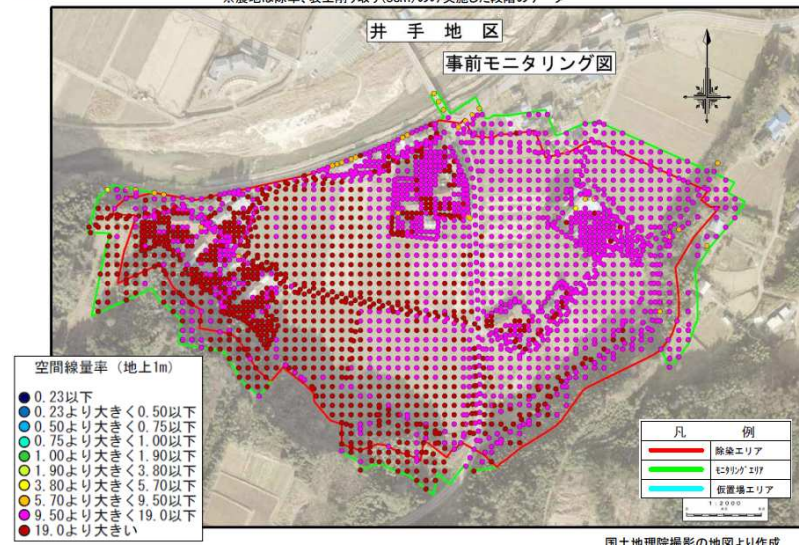 井 手 地 区
事前モニタリング図
空間線量率（地上1m）
0.23以下
0.23より大きく0.50以下
0.50より大きく0.75以下
0.75より大きく1.00以下
1.00より大きく1.90以下
1.90より大きく3.80以下
3.80より大きく5.70以下
5.70より大きく9.50以下
9.50より大きく19.0以下
19.0より大きい
凡 例
除染エリア
ﾓﾆﾀﾘﾝｸﾞｴﾘｱ
仮置場エリア
1:2000
国土地理院撮影の地図より作成